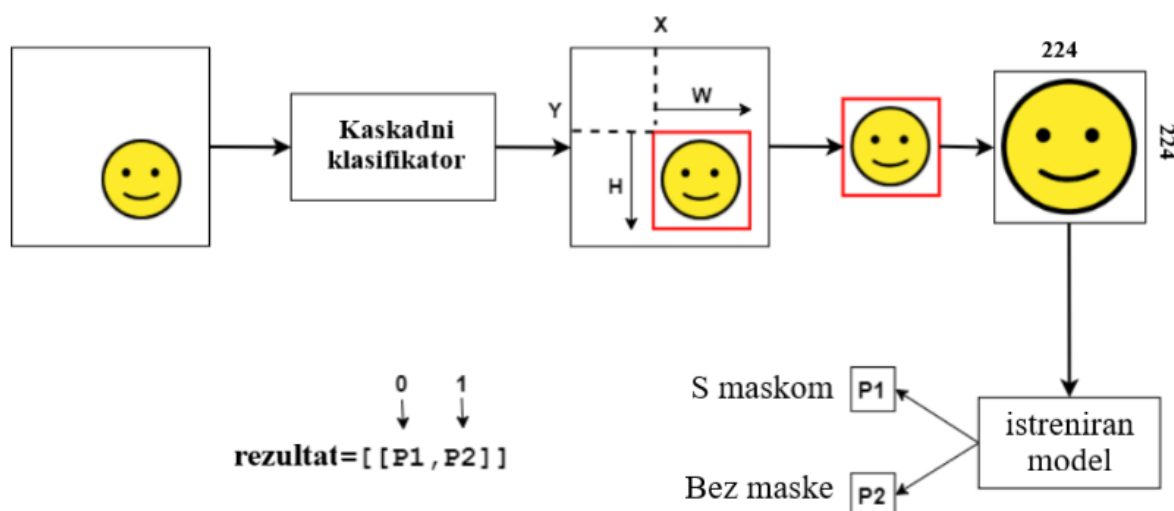 X
224
Y
W
H
Kaskadni
klasifikator
224
0 1
rezultat=[[P1,P2]]
S maskom
P1
Bez maske
P2
istreniran
model